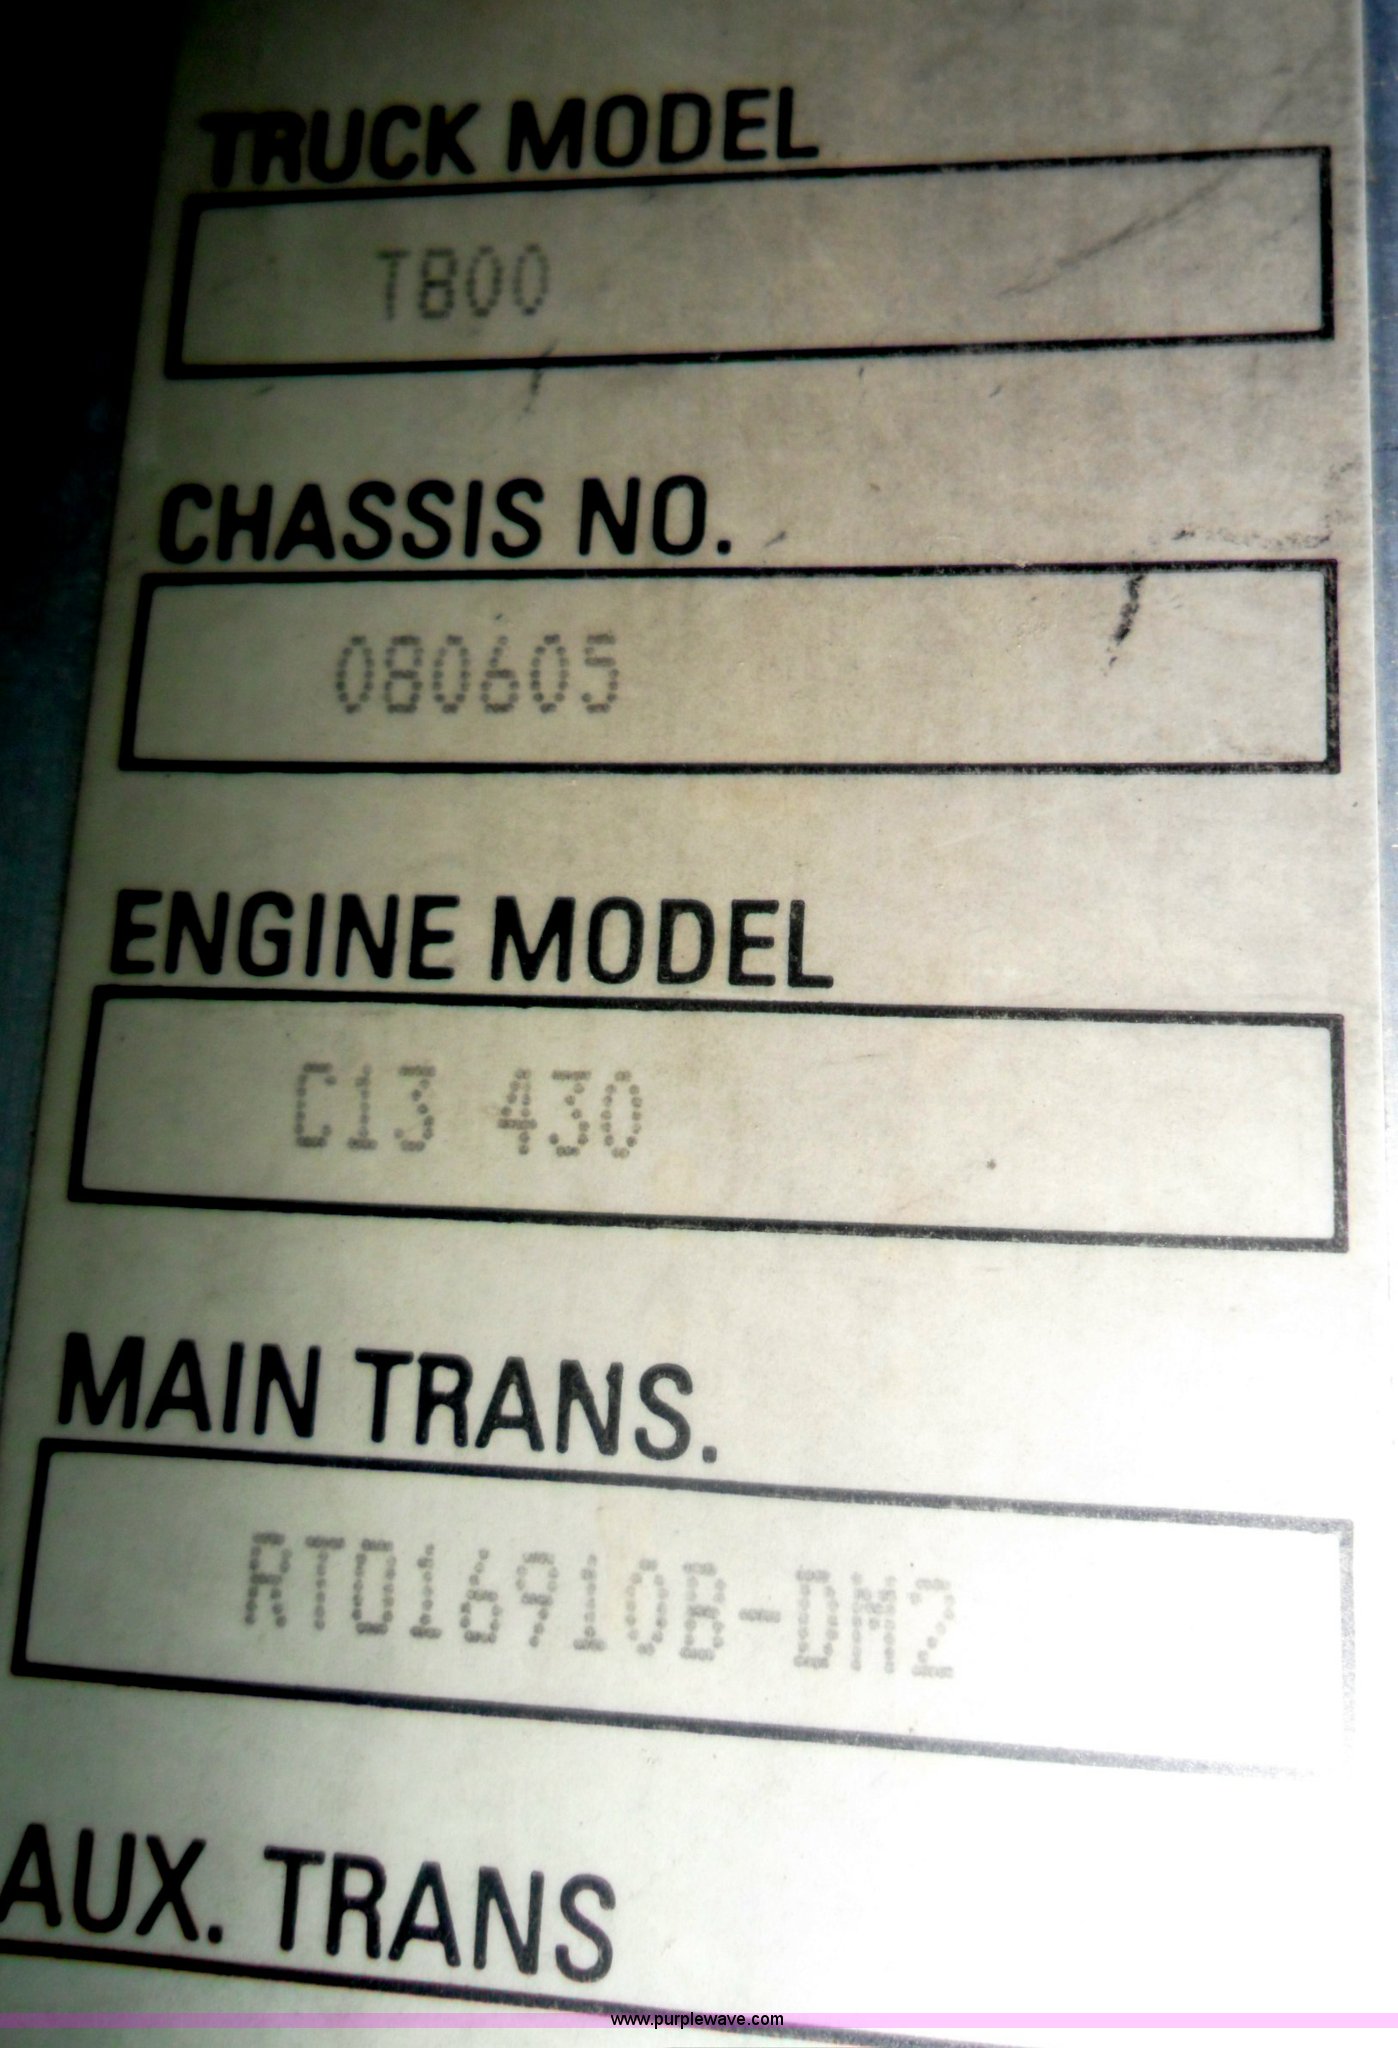 TRUCK MODEL
T800
CHASSIS NO.
080605
ENGINE MODEL
C13 430
MAIN TRANS.
RTO16910B-DM2
AUX. TRANS
www.purplewave.com